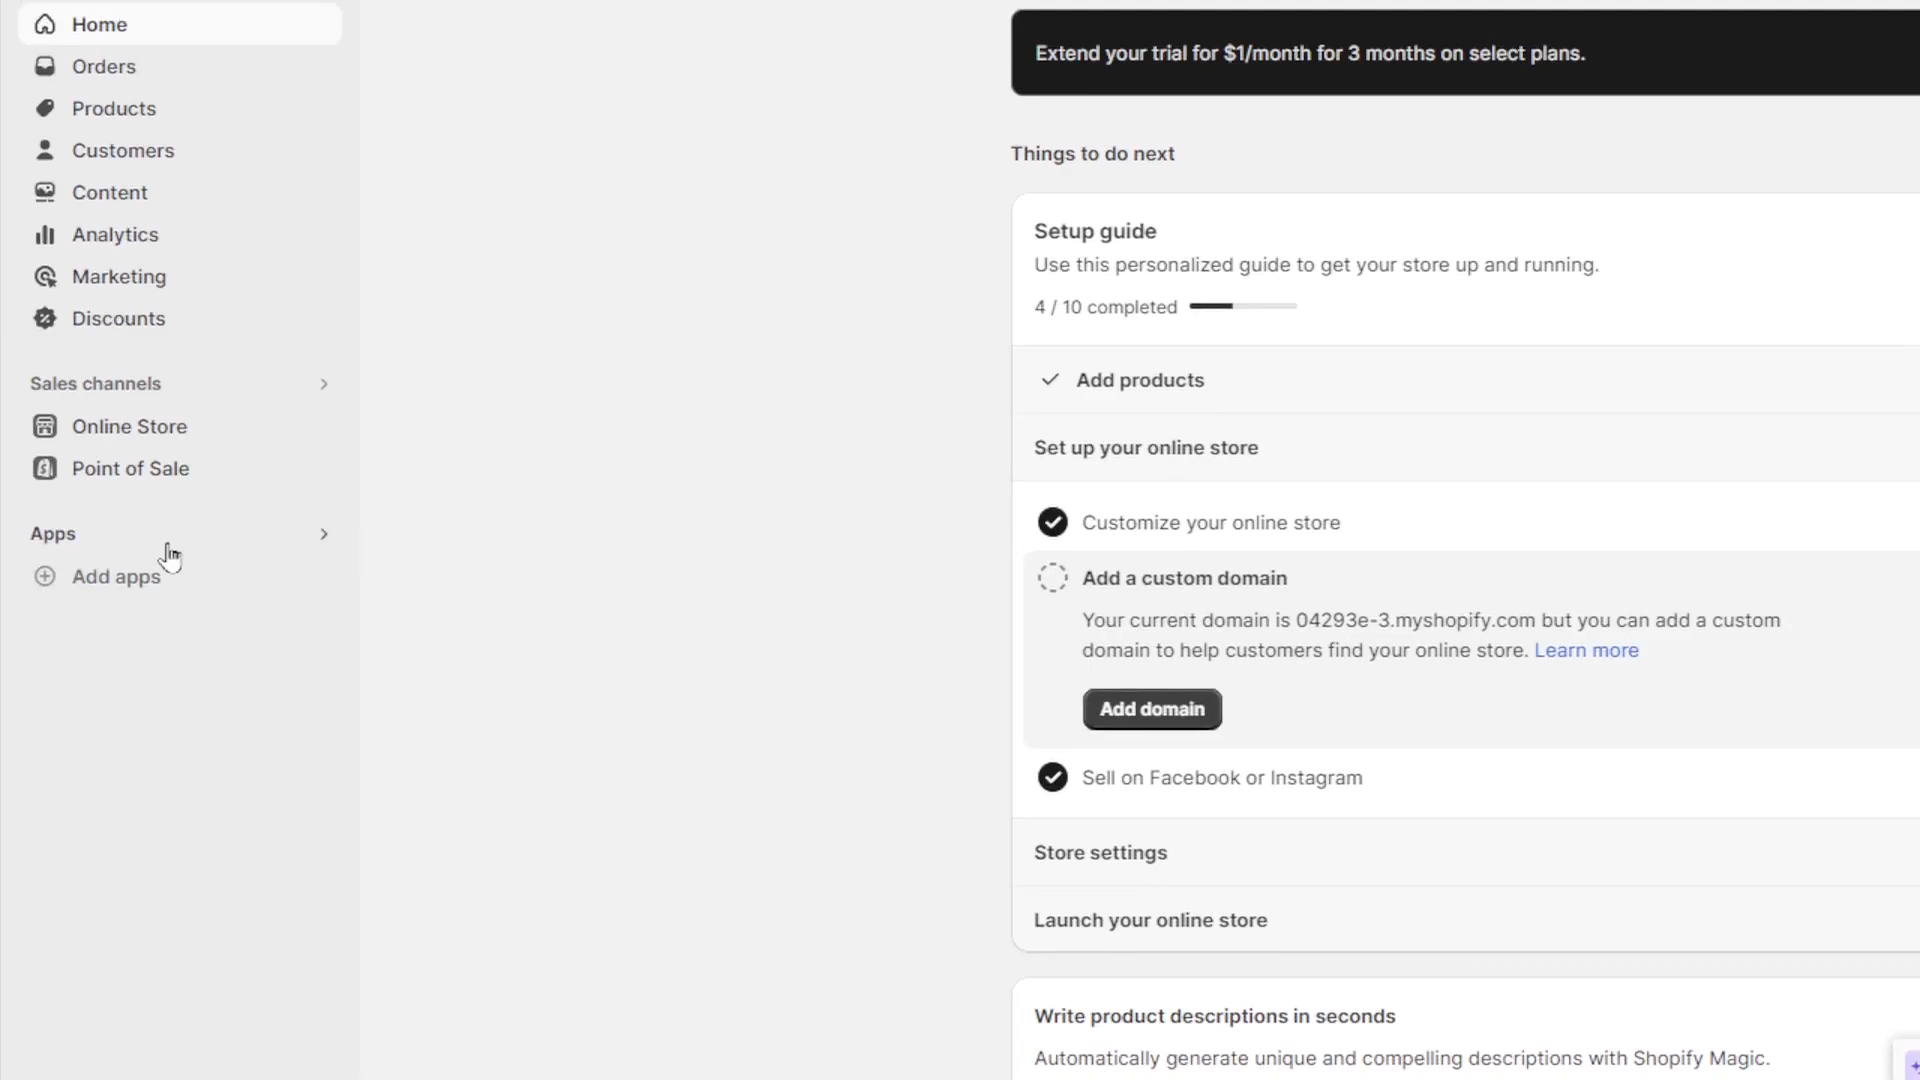 Home
Orders
Products
Customers
Content
Analytics
Marketing
Discounts
Sales channels
Online Store
Point of Sale
Apps
Add apps
Extend your trial for $1/month for 3 months on select plans.
Things to do next
Setup guide
Use this personalized guide to get your store up and running.
4 / 10 completed
Add products
Set up your online store
Customize your online store
Add a custom domain
Your current domain is 04293e-3.myshopify.com but you can add a custom
domain to help customers find your online store. Learn more
Add domain
Sell on Facebook or Instagram
Store settings
Launch your online store
Write product descriptions in seconds
Automatically generate unique and compelling descriptions with Shopify Magic.